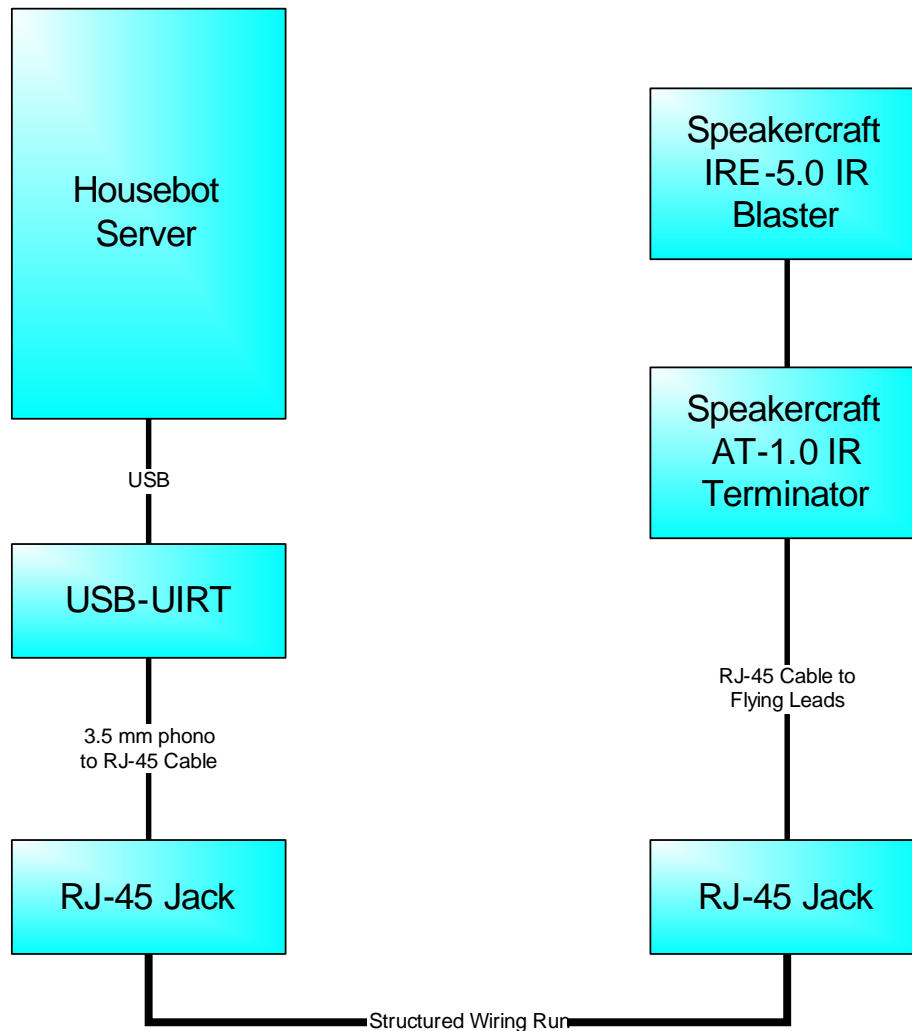 Housebot
Server
USB
USB-UIRT
3.5 mm phono
to RJ-45 Cable
RJ-45 Jack
Structured Wiring Run
RJ-45 Jack
RJ-45 Cable to
Flying Leads
Speakercraft
AT-1.0 IR
Terminator
Speakercraft
IRE-5.0 IR
Blaster